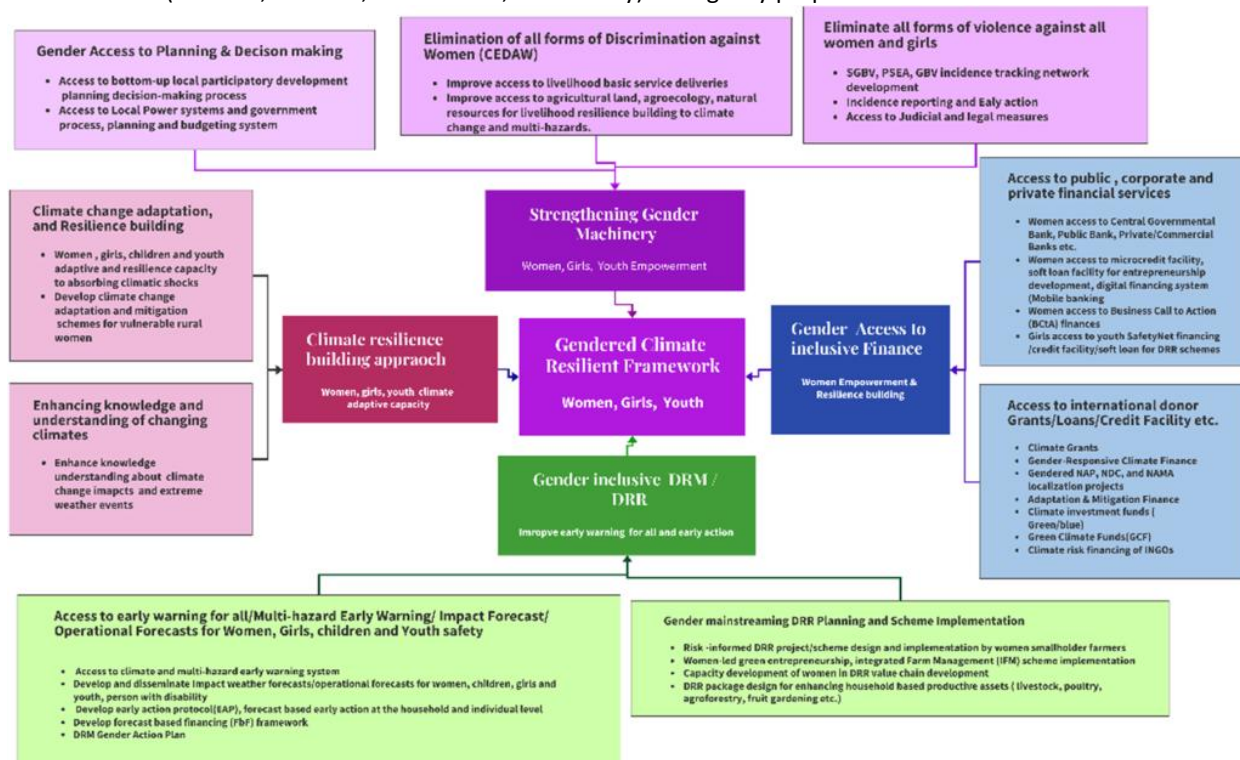 Gender Access to Planning & Decison making
• Access to bottom-up local participatory development
planning decision-making process
• Access to Local Power systems and government
process, planning and budgeting system
Elimination of all forms of Discrimination against
Women (CEDAW)
• Improve access to livelihood basic service deliveries
• Improve access to agricultural land, agroecology, natural
resources for livelihood resilience building to climate
change and multi-hazards.
Eliminate all forms of violence against all
women and girls
• SGBV, PSEA, GBV incidence tracking network
development
• Incidence reporting and Ealy action
• Access to Judicial and legal measures
Climate change adaptation,
and Resilience building
• Women , girls, children and youth
adaptive and resilience capacity
to absorbing climatic shocks
• Develop climate change
adaptation and mitigation
schemes for vulnerable rural
women
Strengthening Gender
Machinery
Women, Girls, Youth Empowerment
Access to public , corporate and
private financial services
• Women access to Central Governmental
Bank, Public Bank, Private/Commercial
Banks etc.
• Women access to microcredit facility,
soft loan facility for entrepreneurship
development, digital financing system
(Mobile banking
• Women access to Business Call to Action
(BCtA) finances
• Girls access to youth SafetyNet financing
/credit facility/soft loan for DRR schemes
Climate resilience
building appraoch
Women, girls, youth climate
adaptive capacity
Gendered Climate
Resilient Framework
Women, Girls, Youth
Gender Access to
inclusive Finance
Women Empowerment &
Resilience building
Enhancing knowledge and
understanding of changing
climates
• Enhance knowledge
understanding about climate
change imapcts and extreme
weather events
Gender inclusive DRM /
DRR
Imropve early warning for all and early action
Access to international donor
Grants/Loans/Credit Facility etc.
• Climate Grants
• Gender-Responsive Climate Finance
• Gendered NAP, NDC, and NAMA
localization projects
• Adaptation & Mitigation Finance
• Climate investment funds (
Green/blue)
• Green Climate Funds(GCF)
• Climate risk financing of INGOs
Access to early warning for all/Multi-hazard Early Warning/ Impact Forecast/
Operational Forecasts for Women, Girls, children and Youth safety
• Access to climate and multi-hazard early warning system
• Develop and disseminate Impact weather forecasts/operational forecasts for women, children, girls and
youth, person with disability
• Develop early action protocol(EAP), forecast based early action at the household and individual level
• Develop forecast based financing (FbF) framework
• DRM Gender Action Plan
Gender mainstreaming DRR Planning and Scheme Implementation
• Risk -informed DRR project/scheme design and implementation by women smallholder farmers
• Women-led green entrepreneurship, integrated Farm Management (IFM) scheme implementation
• Capacity development of women in DRR value chain development
• DRR package design for enhancing household based productive assets ( livestock, poultry,
agroforestry, fruit gardening etc.)